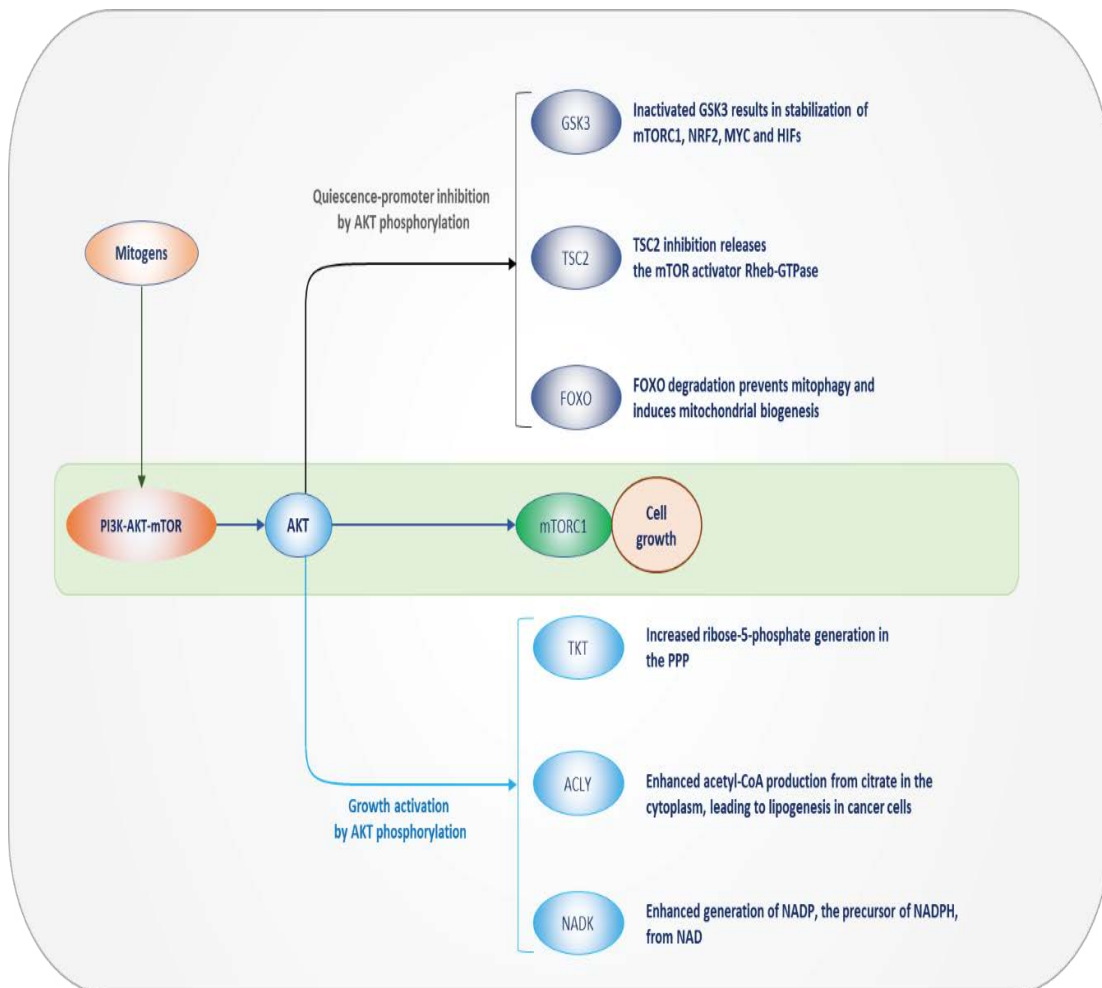 GSK3
Inactivated GSK3 results in stabilization of
mTORC1, NRF2, MYC and HIFs
Quiescence-promoter inhibition
by AKT phosphorylation
Mitogens
TSC2
TSC2 inhibition releases
the mTOR activator Rheb-GTPase
FOXO
FOXO degradation prevents mitophagy and
induces mitochondrial biogenesis
PI3K-AKT-mTOR
AKT
mTORC1
Cell
growth
TKT
Increased ribose-5-phosphate generation in
the PPP
ACLY
Enhanced acetyl-CoA production from citrate in the
cytoplasm, leading to lipogenesis in cancer cells
Growth activation
by AKT phosphorylation
NADK
Enhanced generation of NADP, the precursor of NADPH,
from NAD